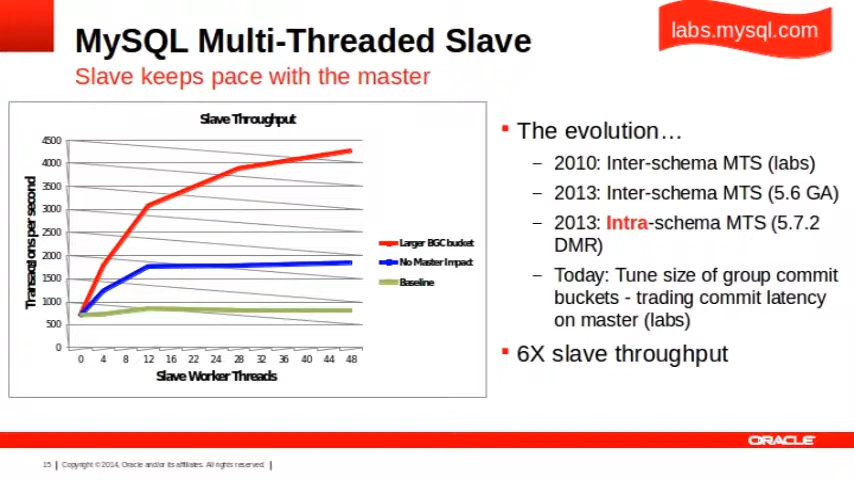 MySQL Multi-Threaded Slave
labs.mysql.com
Slave keeps pace with the master
Slave Throughput
4500
4000
3500
3000
2500
2000
1500
1000
500
0
Transactions per second
0 4 8 12 16 22 24 28 32 36 40 44 48
Slave Worker Threads
Larger BGC bucket
No Master Impact
Baseline
▪ The evolution…
– 2010: Inter-schema MTS (labs)
– 2013: Inter-schema MTS (5.6 GA)
– 2013: Intra-schema MTS (5.7.2
DMR)
– Today: Tune size of group commit
buckets - trading commit latency
on master (labs)
▪ 6X slave throughput
ORACLE
15 | Copyright © 2014, Oracle and/or its affiliates. All rights reserved. |